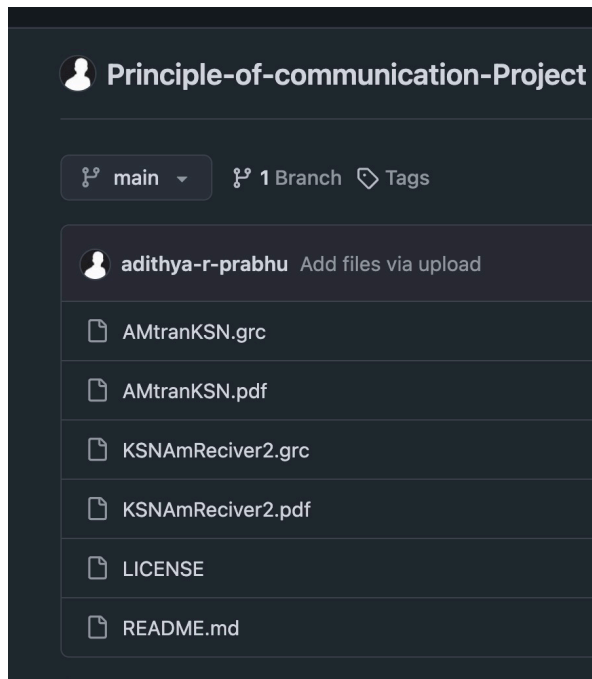 Principle-of-communication-Project
main 1 Branch Tags
adithya-r-prabhu Add files via upload
AMtranKSN.grc
AMtranKSN.pdf
KSNAmReciver2.grc
KSNAmReciver2.pdf
LICENSE
README.md